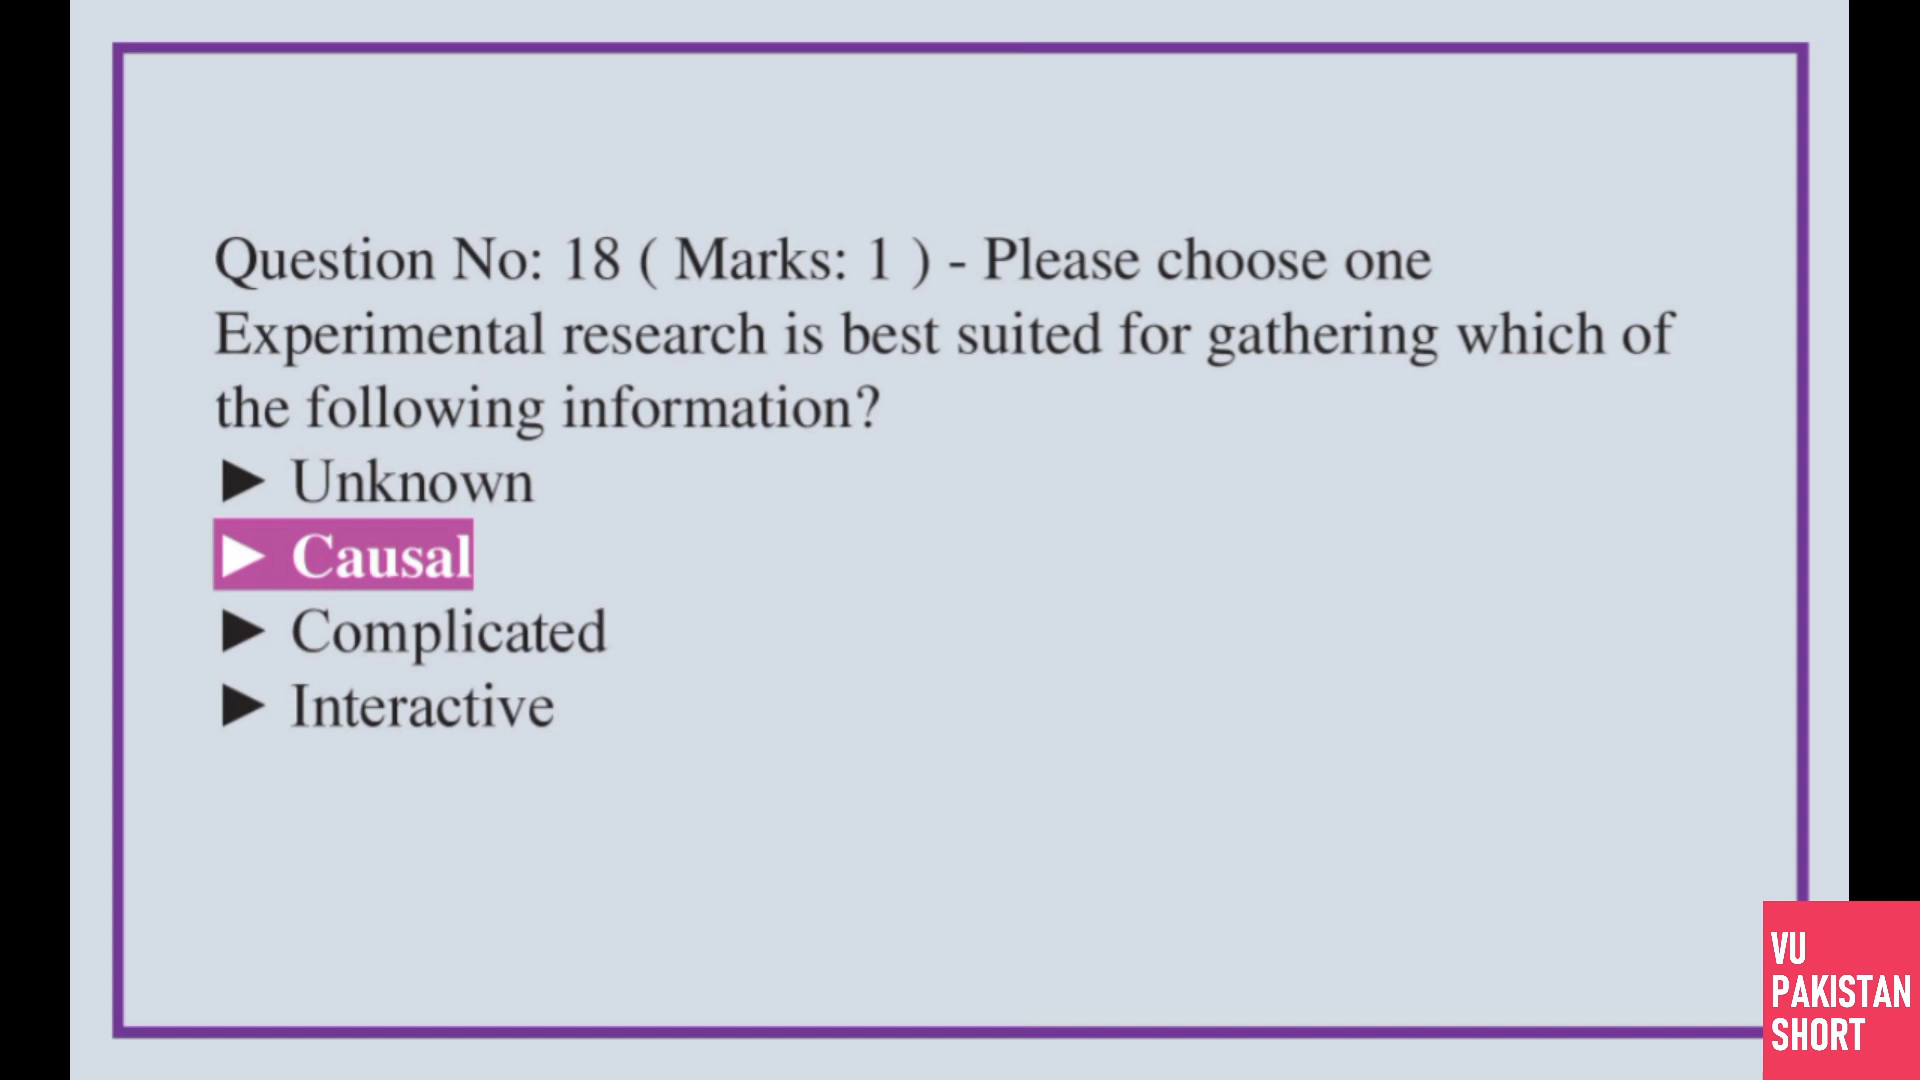 Question No: 18 ( Marks: 1 ) - Please choose one
Experimental research is best suited for gathering which of
the following information?
► Unknown
► Causal
► Complicated
► Interactive
VU
PAKISTAN
SHORT